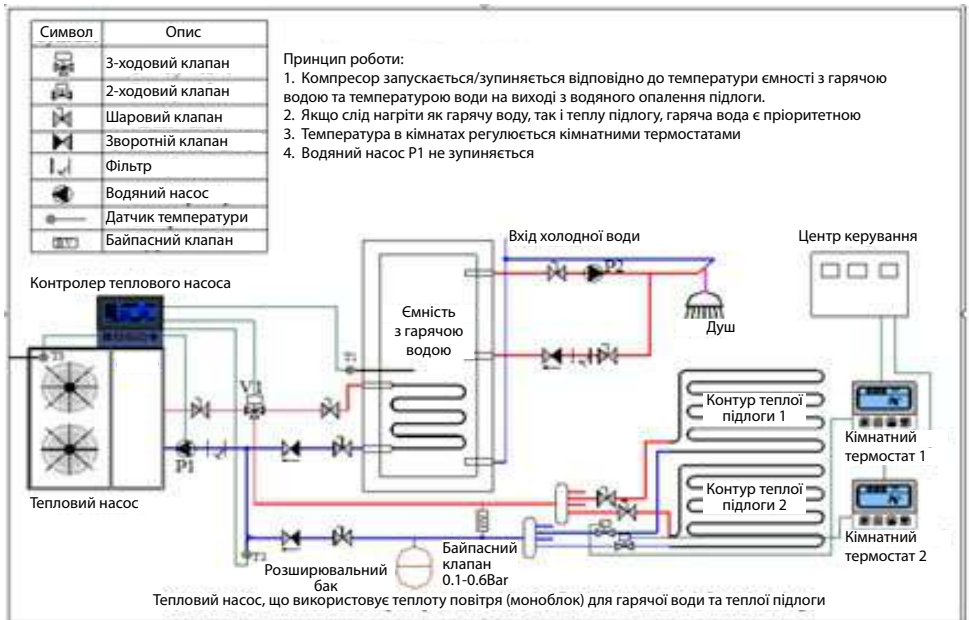 Символ Опис
3-ходовий клапан
2-ходовий клапан
Шаровий клапан
Зворотній клапан
Фільтр
Водяний насос
Датчик температури
Байпасний клапан
Принцип роботи:
1. Компресор запускається/зупиняється відповідно до температури ємності з гарячою
водою та температурою води на виході з водяного опалення підлоги.
2. Якщо слід нагріти як гарячу воду, так і теплу підлогу, гаряча вода є пріоритетною
3. Температура в кімнатах регулюється кімнатними термостатами
4. Водяний насос Р1 не зупиняється
Вхід холодної води
Центр керування
Контролер теплового насоса
P2
Ємність
з гарячою
водою
Душ
T3
V1
Контур теплої
підлоги 1
Кімнатний
термостат 1
P1
Тепловий насос
Контур теплої
підлоги 2
Кімнатний
термостат 2
T2
Розширювальний
бак
Байпасний
клапан
0.1-0.6Bar
Тепловий насос, що використовує теплоту повітря (моноблок) для гарячої води та теплої підлоги